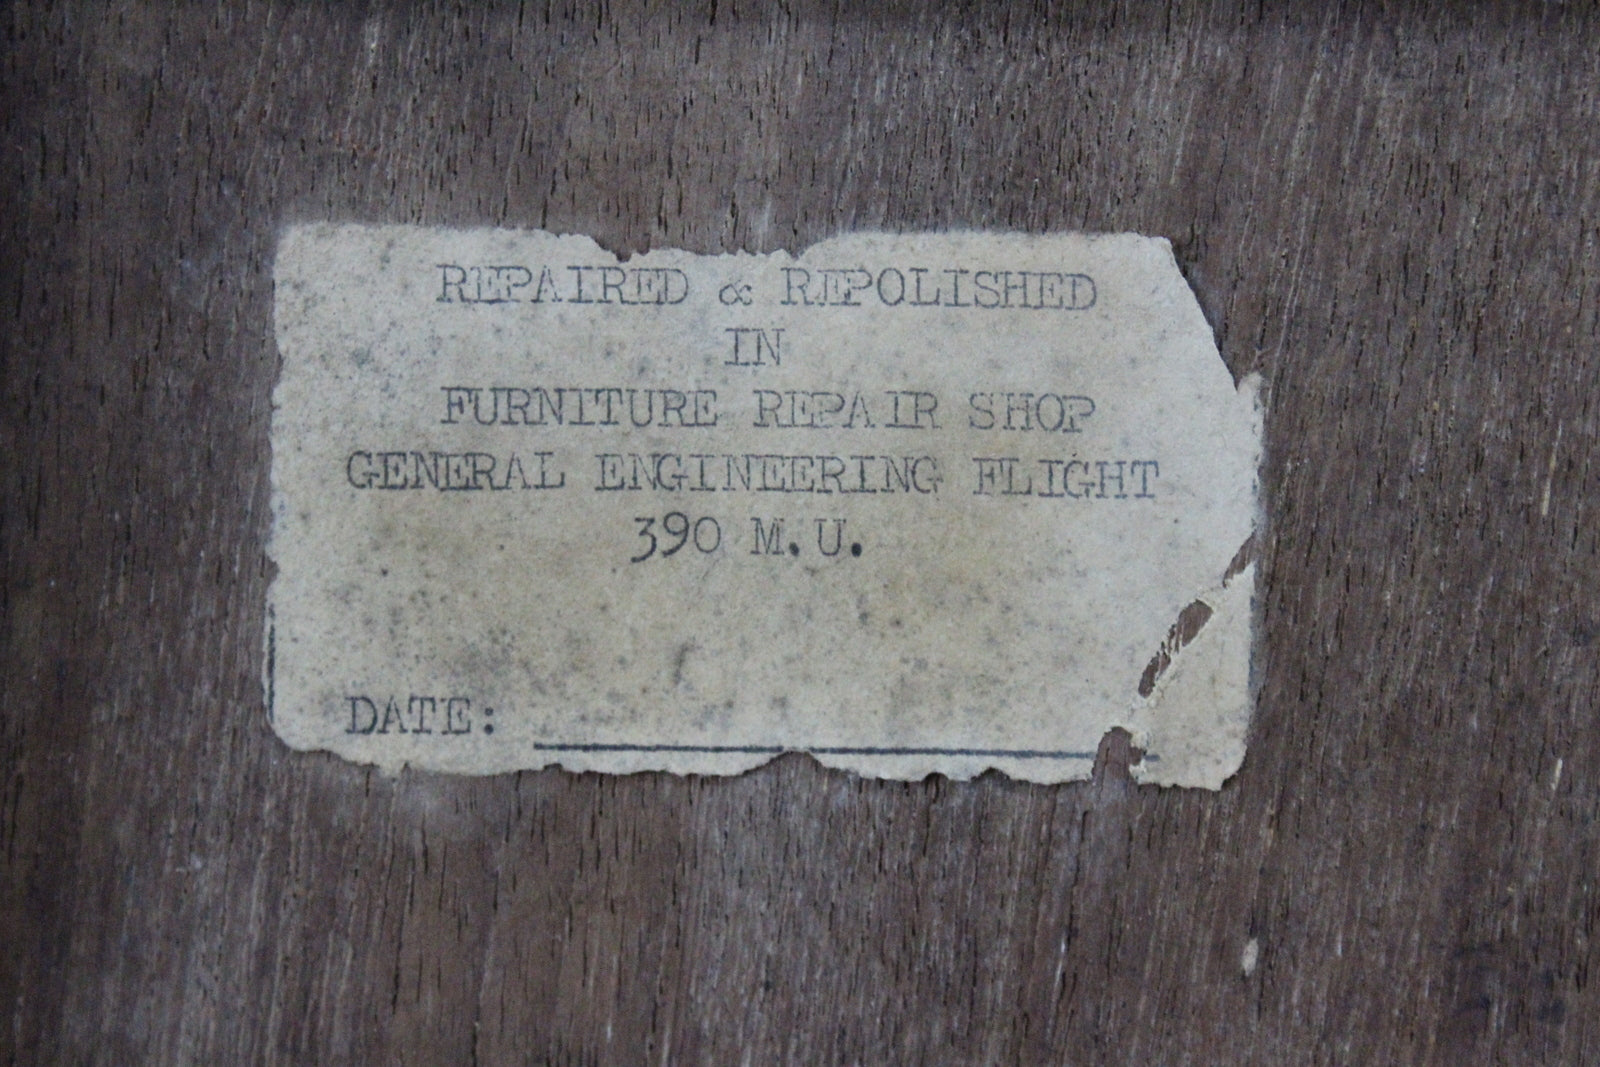 REPAIRED & REPOLISHED
IN
FURNITURE REPAIR SHOP
GENERAL ENGINEERING FLIGHT
390 M.U.
DATE: